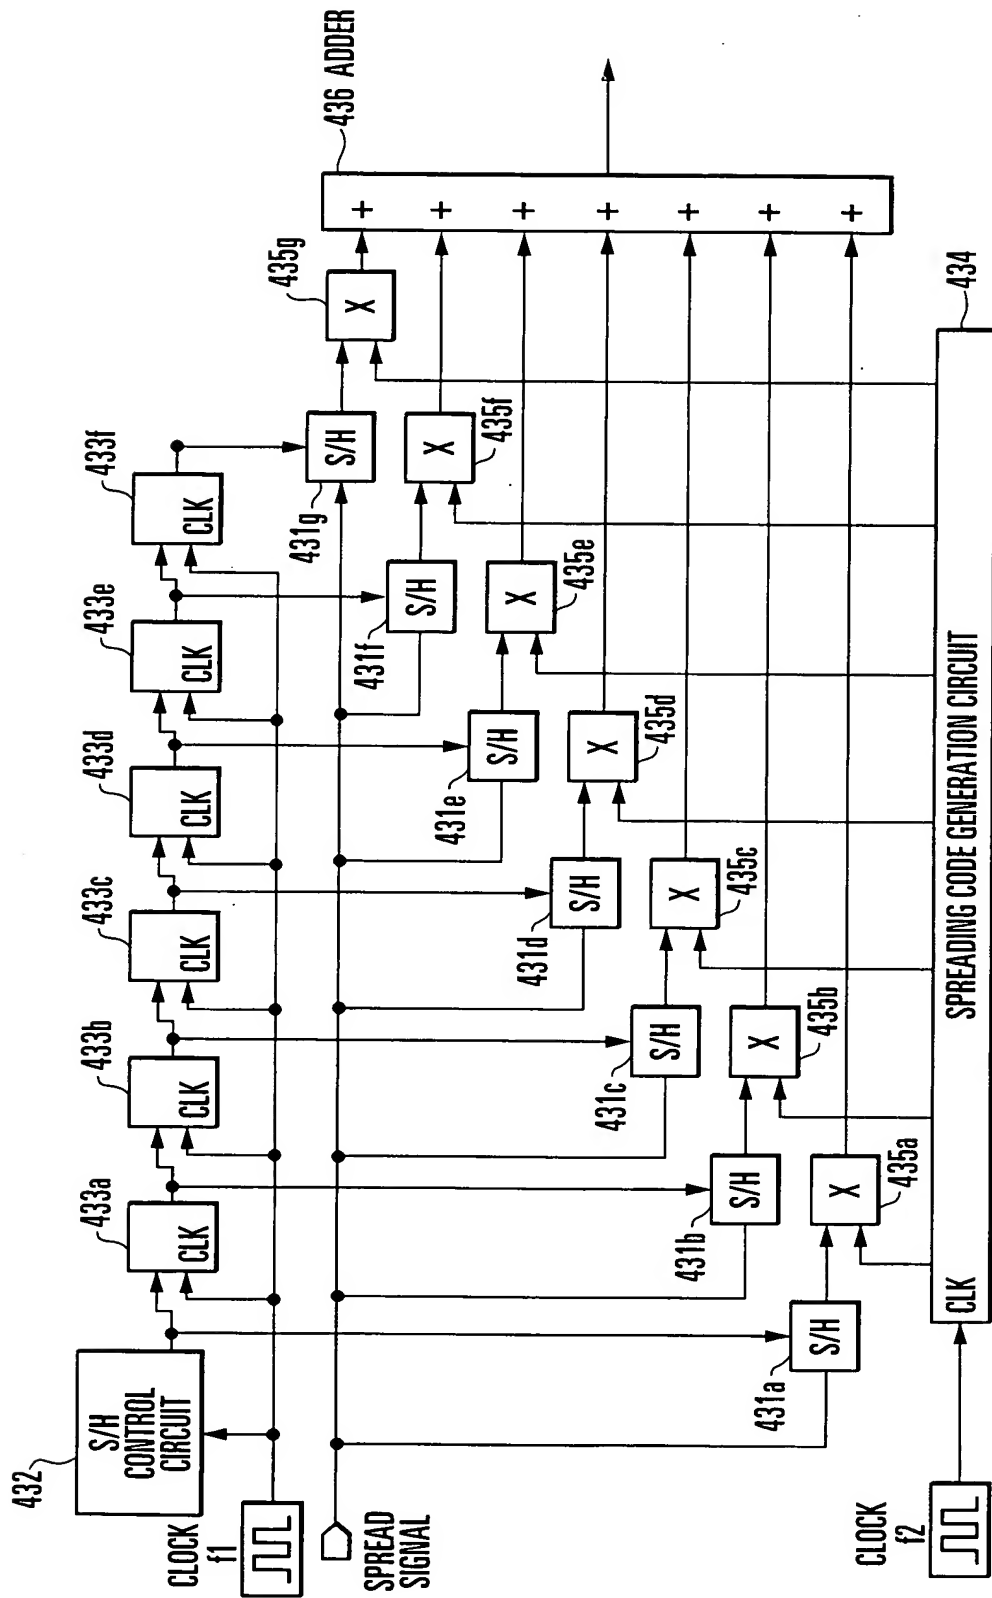 432
S/H
CONTROL
CIRCUIT
433a
CLK
433b
CLK
433c
CLK
433d
CLK
433e
CLK
433f
CLK
CLOCK
f1
SPREAD
SIGNAL
431a
S/H
431b
S/H
431c
S/H
431d
S/H
431e
S/H
431f
S/H
431g
S/H
435a
X
435b
X
435c
X
435d
X
435e
X
435f
X
435g
X
436 ADDER
+
+
+
+
+
+
+
CLOCK
f2
CLK
SPREADING CODE GENERATION CIRCUIT
434